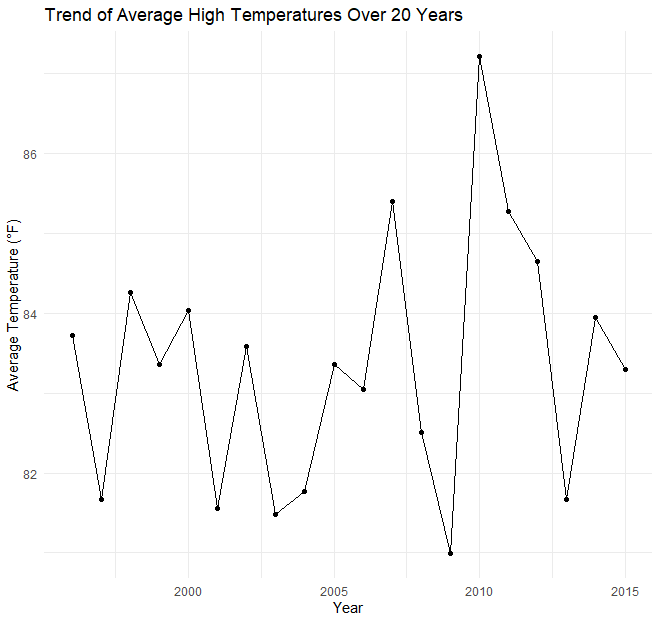 Trend of Average High Temperatures Over 20 Years
Average Temperature (°F)
86
84
82
2000 2005 2010 2015
Year